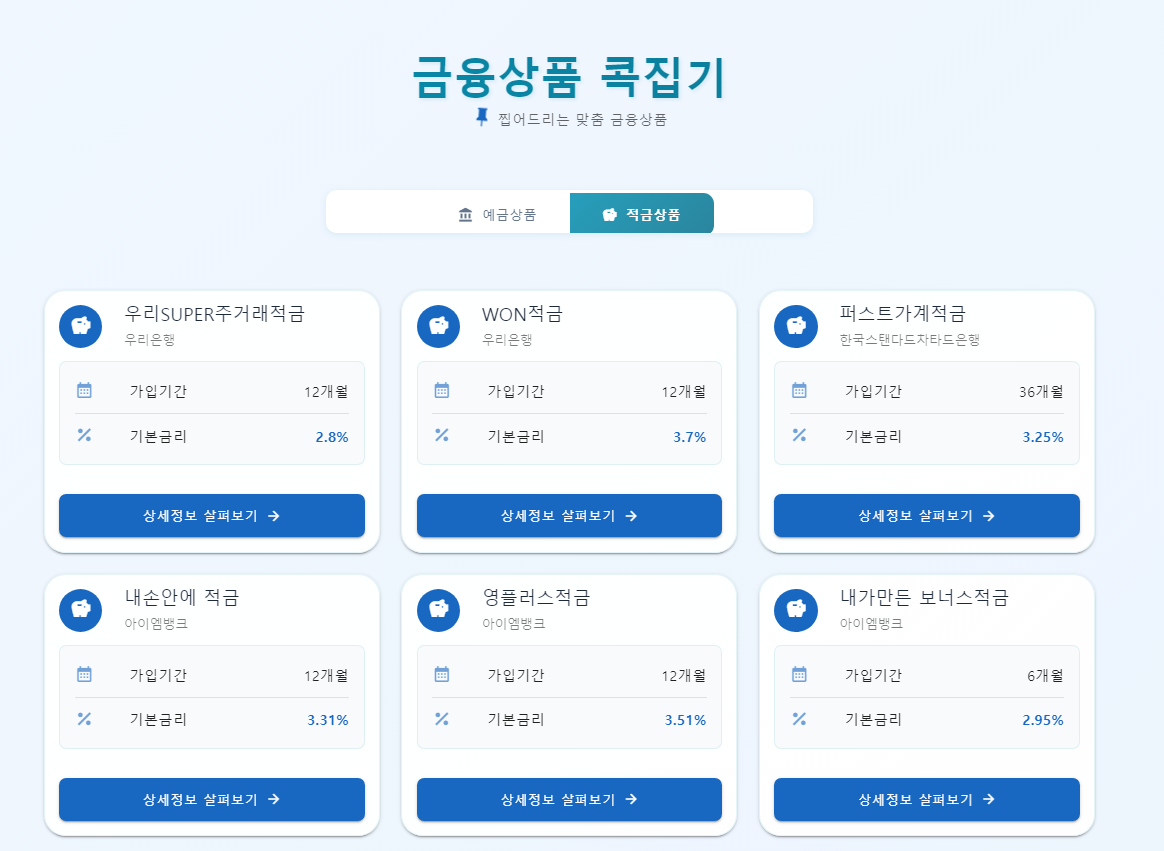 금융상품 콕집기
찝어드리는 맞춤 금융상품
예금상품
적금상품
우리SUPER주거래적금
우리은행
가입기간 12개월
기본금리 2.8%
상세정보 살펴보기 →
WON적금
우리은행
가입기간 12개월
기본금리 3.7%
상세정보 살펴보기 →
퍼스트가계적금
한국스탠다드차타드은행
가입기간 36개월
기본금리 3.25%
상세정보 살펴보기 →
내손안에 적금
아이엠뱅크
가입기간 12개월
기본금리 3.31%
상세정보 살펴보기 →
영플러스적금
아이엠뱅크
가입기간 12개월
기본금리 3.51%
상세정보 살펴보기 →
내가만든 보너스적금
아이엠뱅크
가입기간 6개월
기본금리 2.95%
상세정보 살펴보기 →